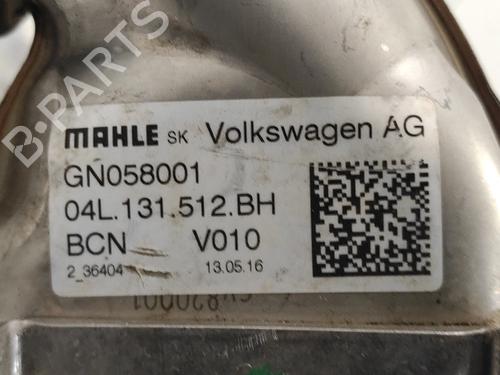 MAHLE SK Volkswagen AG
GN058001
04L.131.512.BH
BCN V010
2_36404 13.05.16
B-PARTS